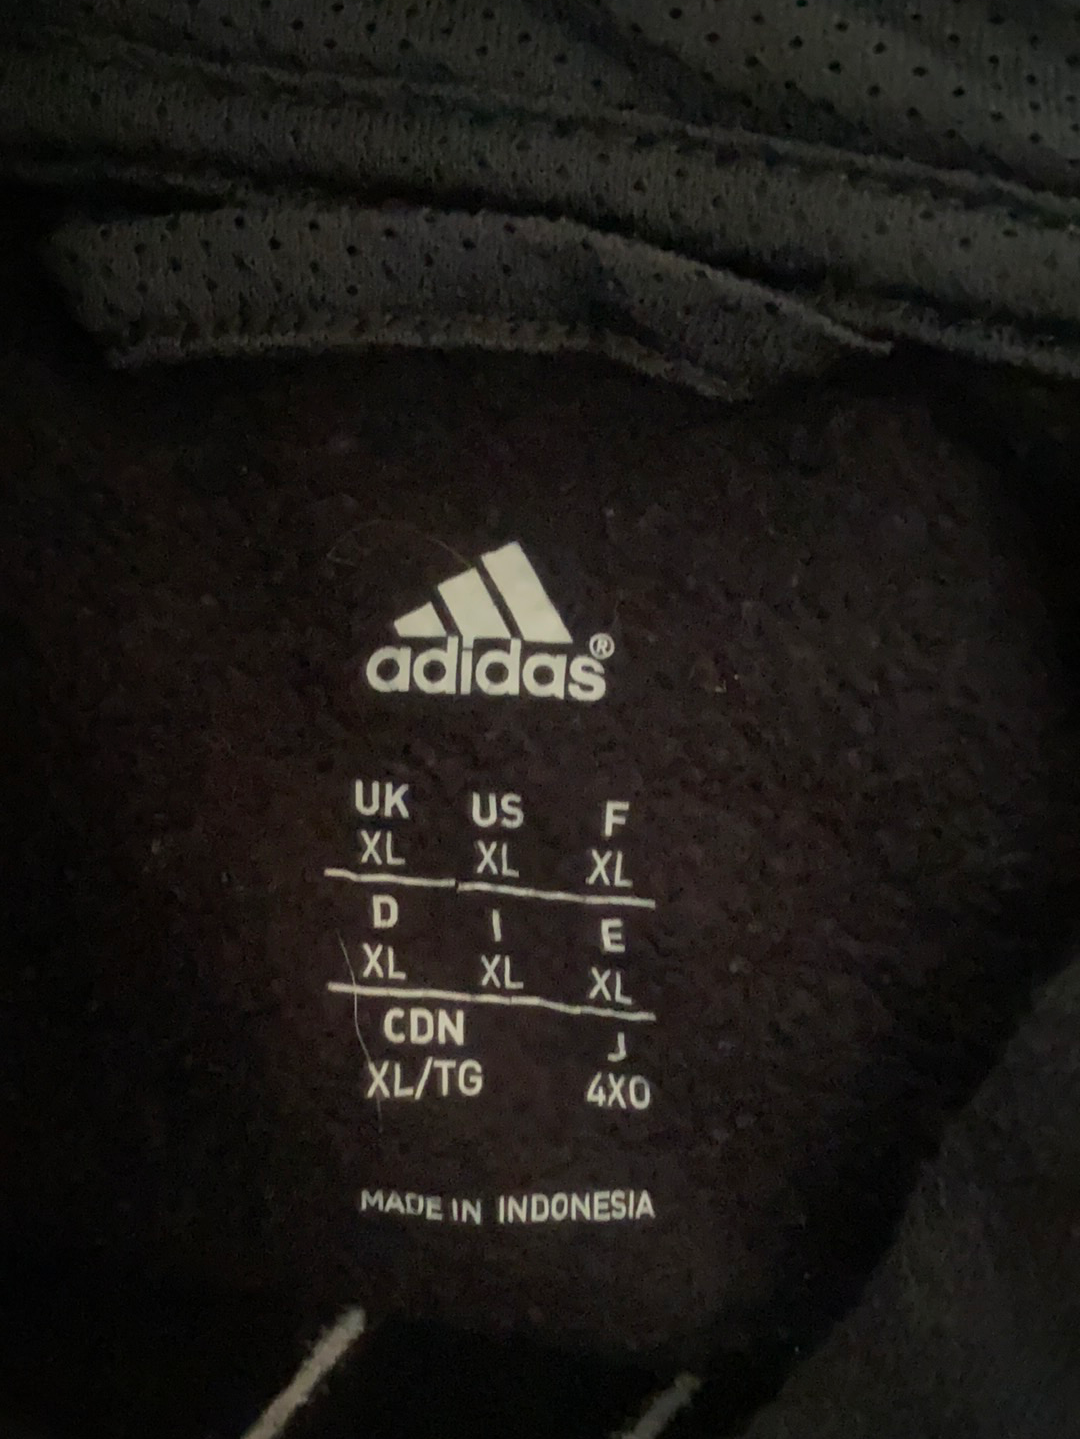 adidas®
UK US F
XL XL XL
D I E
XL XL XL
CDN J
XL/TG 4XO
MADE IN INDONESIA